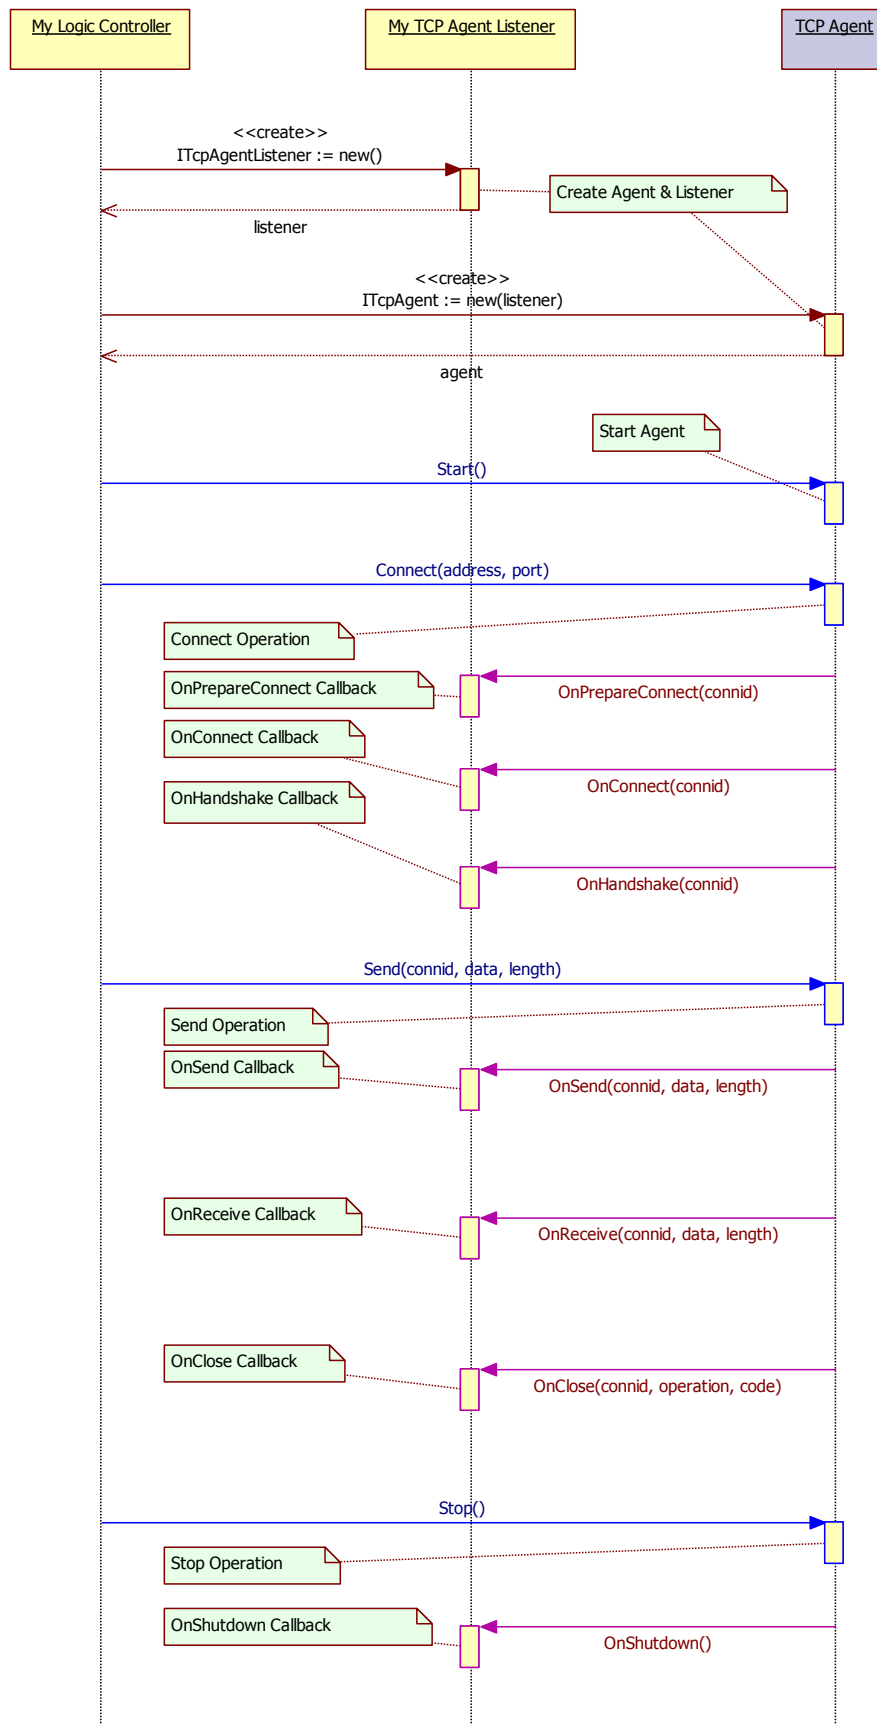 My Logic Controller
My TCP Agent Listener
TCP Agent
<<create>>
ITcpAgentListener := new()
Create Agent & Listener
listener
<<create>>
ITcpAgent := new(listener)
agent
Start Agent
Start()
Connect(address, port)
Connect Operation
OnPrepareConnect Callback
OnPrepareConnect(connid)
OnConnect Callback
OnConnect(connid)
OnHandshake Callback
OnHandshake(connid)
Send(connid, data, length)
Send Operation
OnSend Callback
OnSend(connid, data, length)
OnReceive Callback
OnReceive(connid, data, length)
OnClose Callback
OnClose(connid, operation, code)
Stop()
Stop Operation
OnShutdown Callback
OnShutdown()